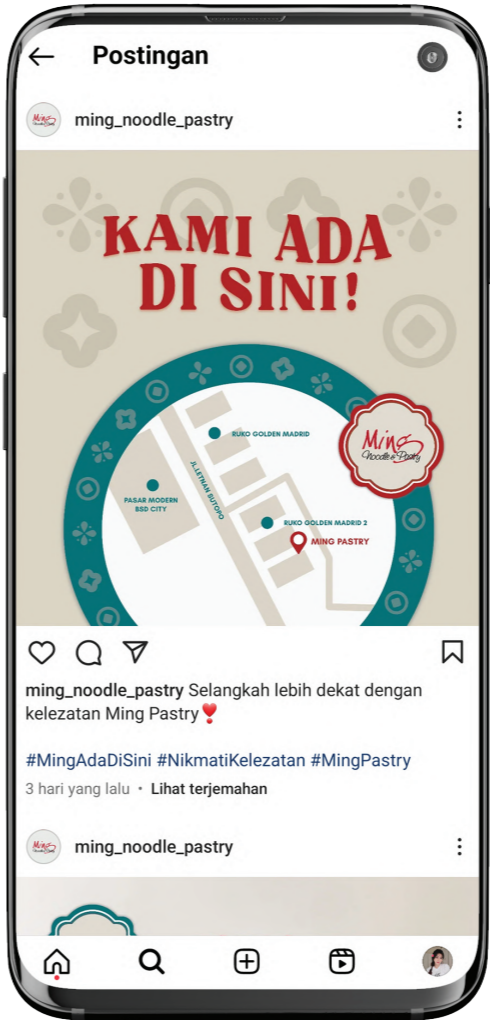 Postingan
Ming
ming_noodle_pastry
KAMI ADA
DI SINI!
Ming
Noodle & Pastry
RUKO GOLDEN MADRID
JL.LETNAN SUTOPO
PASAR MODERN
BSD CITY
RUKO GOLDEN MADRID 2
MING PASTRY
ming_noodle_pastry Selangkah lebih dekat dengan
kelezatan Ming Pastry❣️
#MingAdaDiSini #NikmatiKelezatan #MingPastry
3 hari yang lalu • Lihat terjemahan
Ming
ming_noodle_pastry